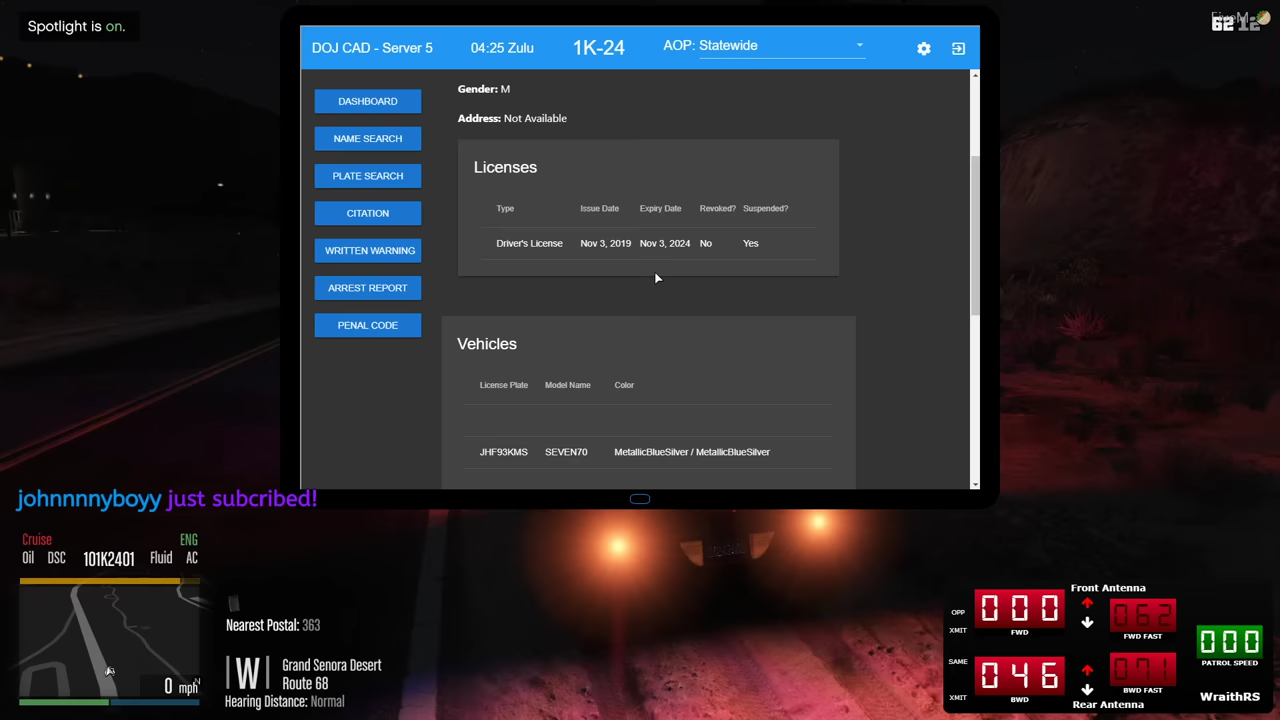 Spotlight is on.
DOJ CAD - Server 5
04:25 Zulu
1K-24
AOP: Statewide
DASHBOARD
NAME SEARCH
PLATE SEARCH
CITATION
WRITTEN WARNING
ARREST REPORT
PENAL CODE
Gender: M
Address: Not Available
Licenses
Type Issue Date Expiry Date Revoked? Suspended?
Driver's License Nov 3, 2019 Nov 3, 2024 No Yes
Vehicles
License Plate Model Name Color
JHF93KMS SEVEN70 MetallicBlueSilver / MetallicBlueSilver
johnnnnyboyy just subcribed!
Cruise ENG
Oil DSC 101K2401 Fluid AC
0 mph
N
Nearest Postal: 363
|W| Grand Senora Desert
Route 68
Hearing Distance: Normal
Front Antenna
OPP
XMIT
000
FWD
062
FWD FAST
SAME
XMIT
046
BWD
071
BWD FAST
Rear Antenna
000
PATROL SPEED
WraithRS